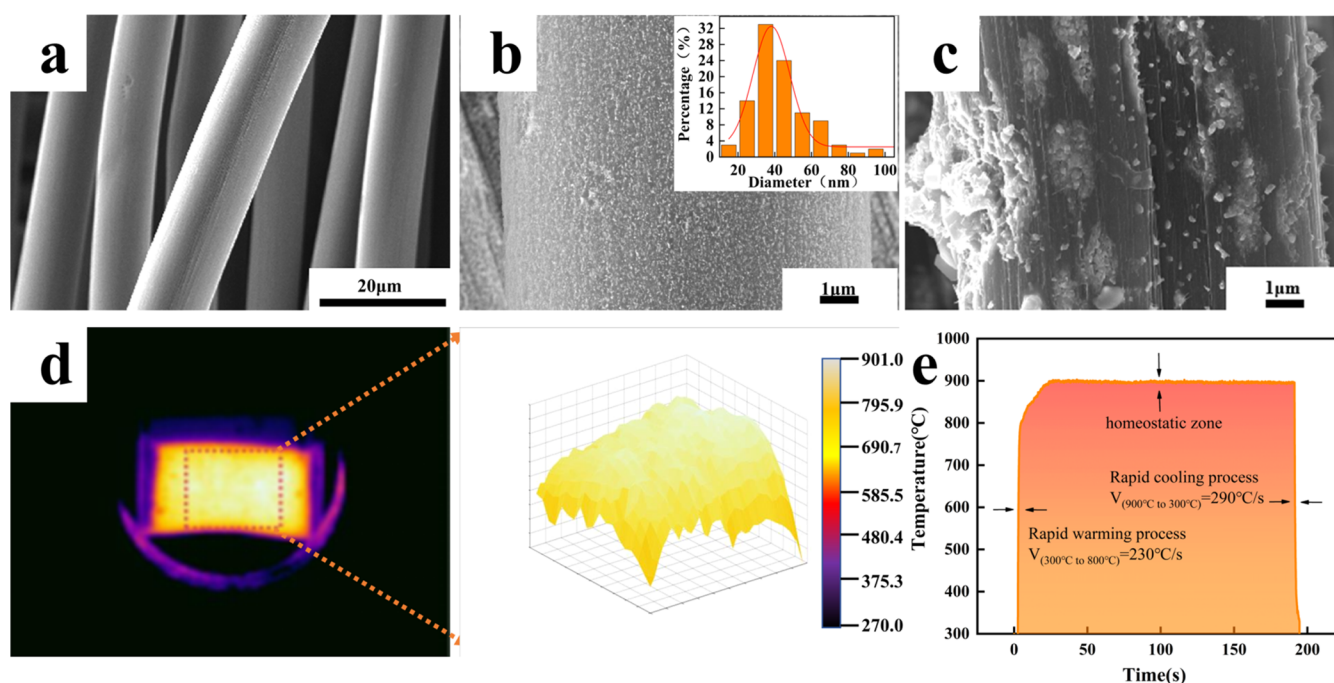 a
20μm
b
Percentage (%)
32
28
24
20
16
12
8
4
0
20 40 60 80 100
Diameter (nm)
1μm
c
1μm
d
901.0
795.9
690.7
585.5
480.4
375.3
270.0
e
Temperature(℃)
1000
900
800
700
600
500
400
300
homeostatic zone
Rapid cooling process
V(900℃ to 300℃)=290℃/s
Rapid warming process
V(300℃ to 800℃)=230℃/s
0 50 100 150 200
Time(s)